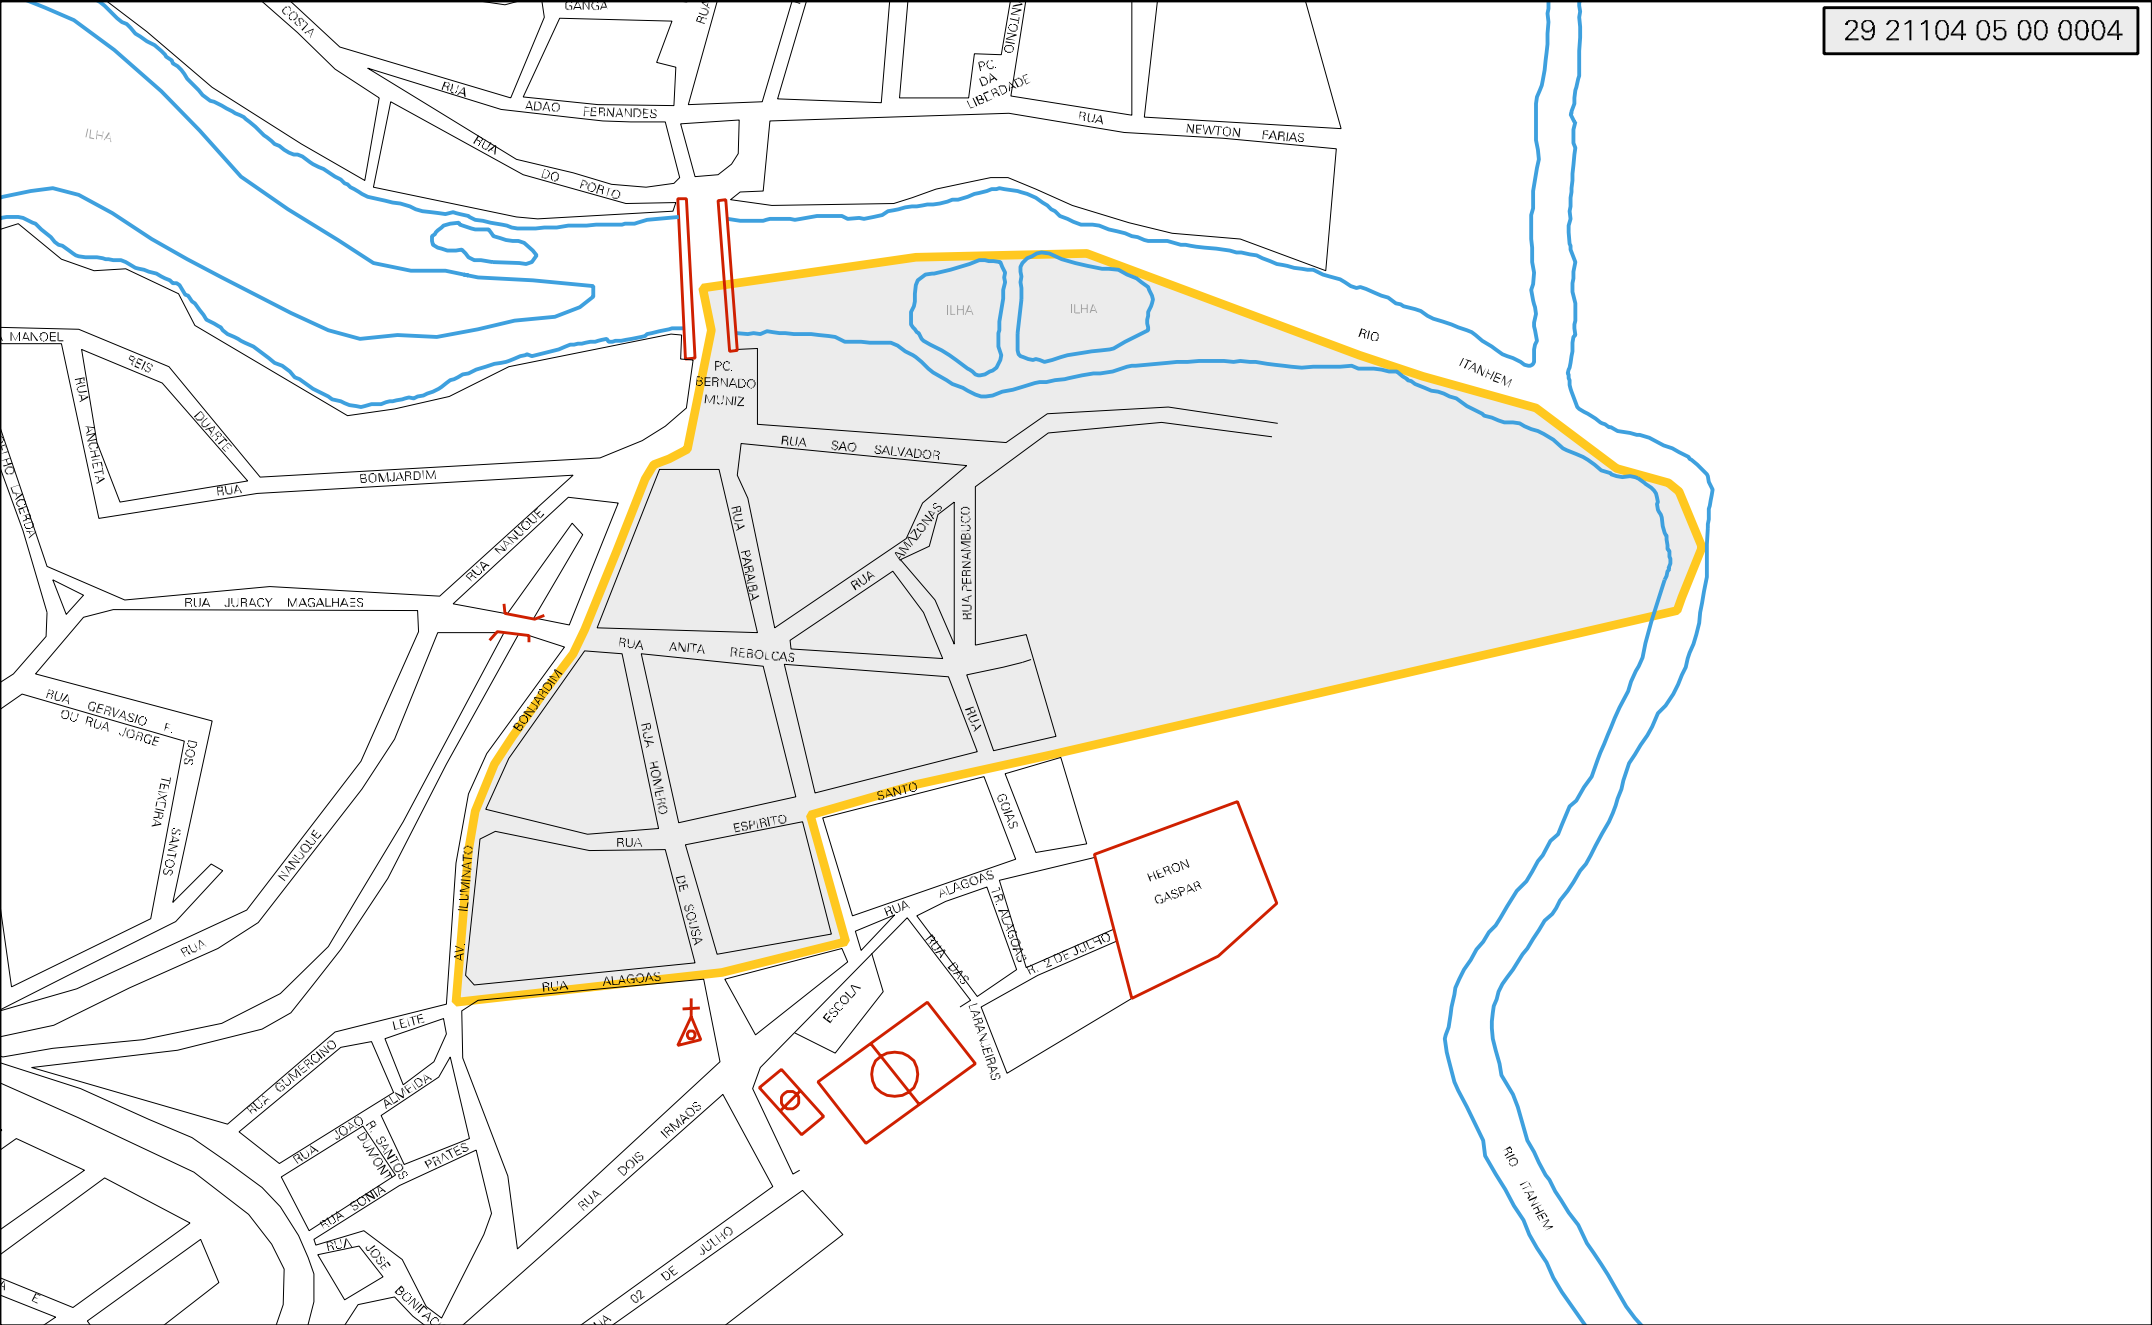 29 21104 05 00 0004
COSTA
GANGA
RUA
ANTONIO
PC.
DA
LIBERDADE
RUA ADAO FERNANDES
RUA NEWTON FARIAS
ILHA
RUA DO PORTO
ILHA
ILHA
RIO ITANHEM
MANOEL
REIS
DUARTE
RUA ANCHIETA
RUA BOMJARDIM
LACERDA
PC.
BERNADO
MUNIZ
RUA SAO SALVADOR
RUA NANUQUE
RUA PARAIBA
RUA AMAZONAS
RUA PERNAMBUCO
RUA JURACY MAGALHAES
RUA ANITA REBOLCAS
RUA GERVASIO F. DOS
OU RUA JORGE
TEIXEIRA
SANTOS
AV. ILUMINATO BONJARDIM
RUA HOMERO DE SOUSA
RUA GOIAS
RUA ESPIRITO SANTO
RUA NANUQUE
HERON
GASPAR
RUA ALAGOAS
TR. ALAGOAS
R. 2 DE JULHO
RUA DAS LARANJEIRAS
RUA ALAGOAS
ESCOLA
RUA GUMERCINO LEITE
RUA JOAO ALMEIDA
R. SANTOS
DUMONT
RUA SONIA PRATES
RUA JOSE BONIFAC
RUA DOIS IRMAOS
UA 02 DE JULHO
RIO ITANHEM
A E